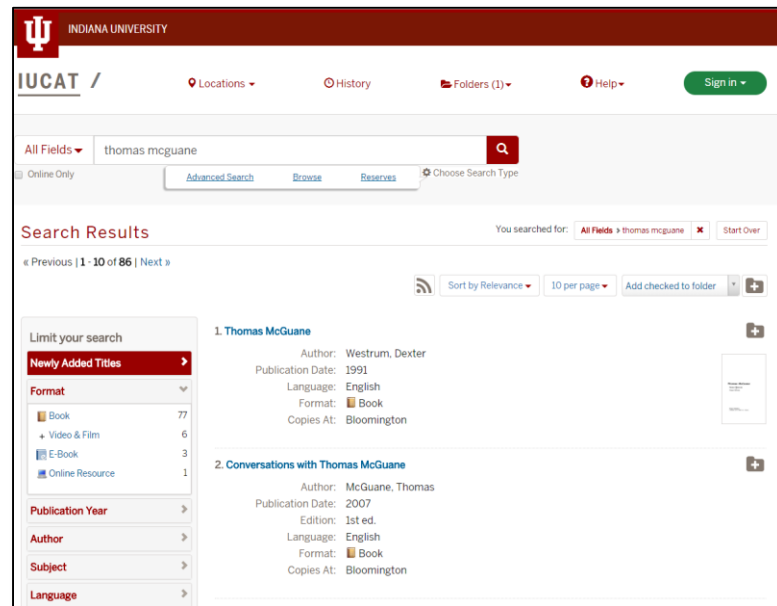 INDIANA UNIVERSITY
IUCAT /
Locations
History
Folders (1)
Help
Sign in
All Fields thomas mcguane
Online Only
Advanced Search Browse Reserves
Choose Search Type
Search Results
You searched for: All Fields » thomas mcguane ✖ Start Over
« Previous | 1 - 10 of 86 | Next »
Sort by Relevance 10 per page Add checked to folder
Limit your search
Newly Added Titles
Format
Book 77
+ Video & Film 6
E-Book 3
Online Resource 1
Publication Year
Author
Subject
Language
1. Thomas McGuane
Author: Westrum, Dexter
Publication Date: 1991
Language: English
Format: Book
Copies At: Bloomington
2. Conversations with Thomas McGuane
Author: McGuane, Thomas
Publication Date: 2007
Edition: 1st ed.
Language: English
Format: Book
Copies At: Bloomington